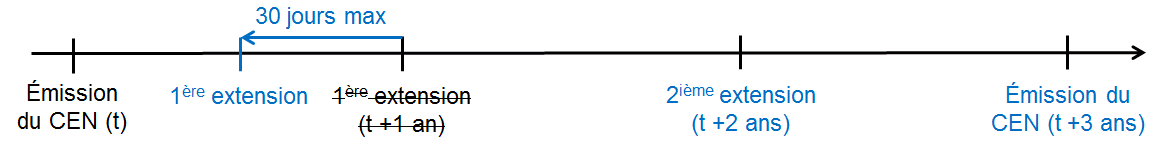 30 jours max
Émission
du CEN (t)
1ère extension
1ère extension
(t +1 an)
2ième extension
(t +2 ans)
Émission du
CEN (t +3 ans)